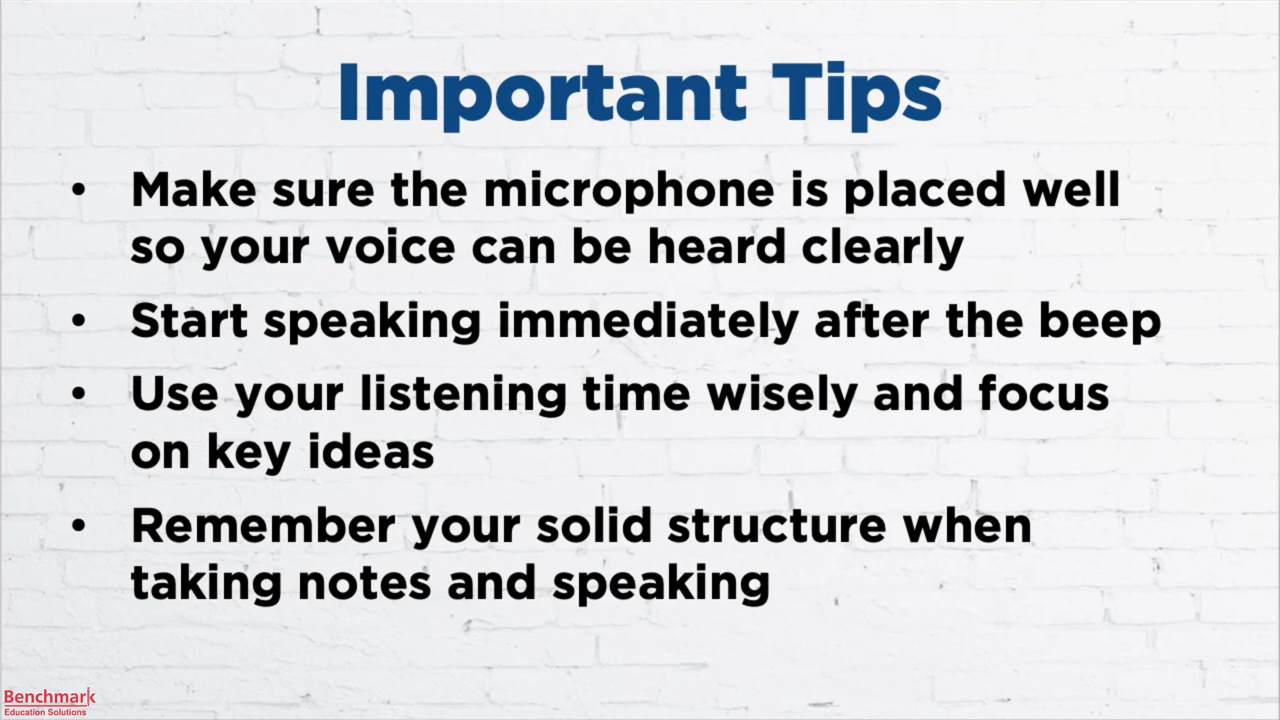 Important Tips
• Make sure the microphone is placed well
so your voice can be heard clearly
• Start speaking immediately after the beep
• Use your listening time wisely and focus
on key ideas
• Remember your solid structure when
taking notes and speaking
Benchmark
Education Solutions